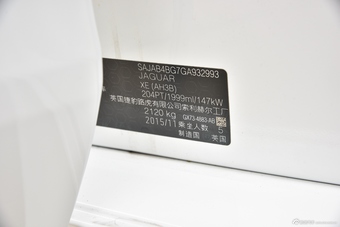 SAJAB4BG7GA932993
JAGUAR
XE (AH3B)
204PT/1999ml/147kW
英国捷豹路虎有限公司索利赫尔工厂
2120 kg GX73-4663-AB
2015/11 乘坐人数 5
制造国 英国